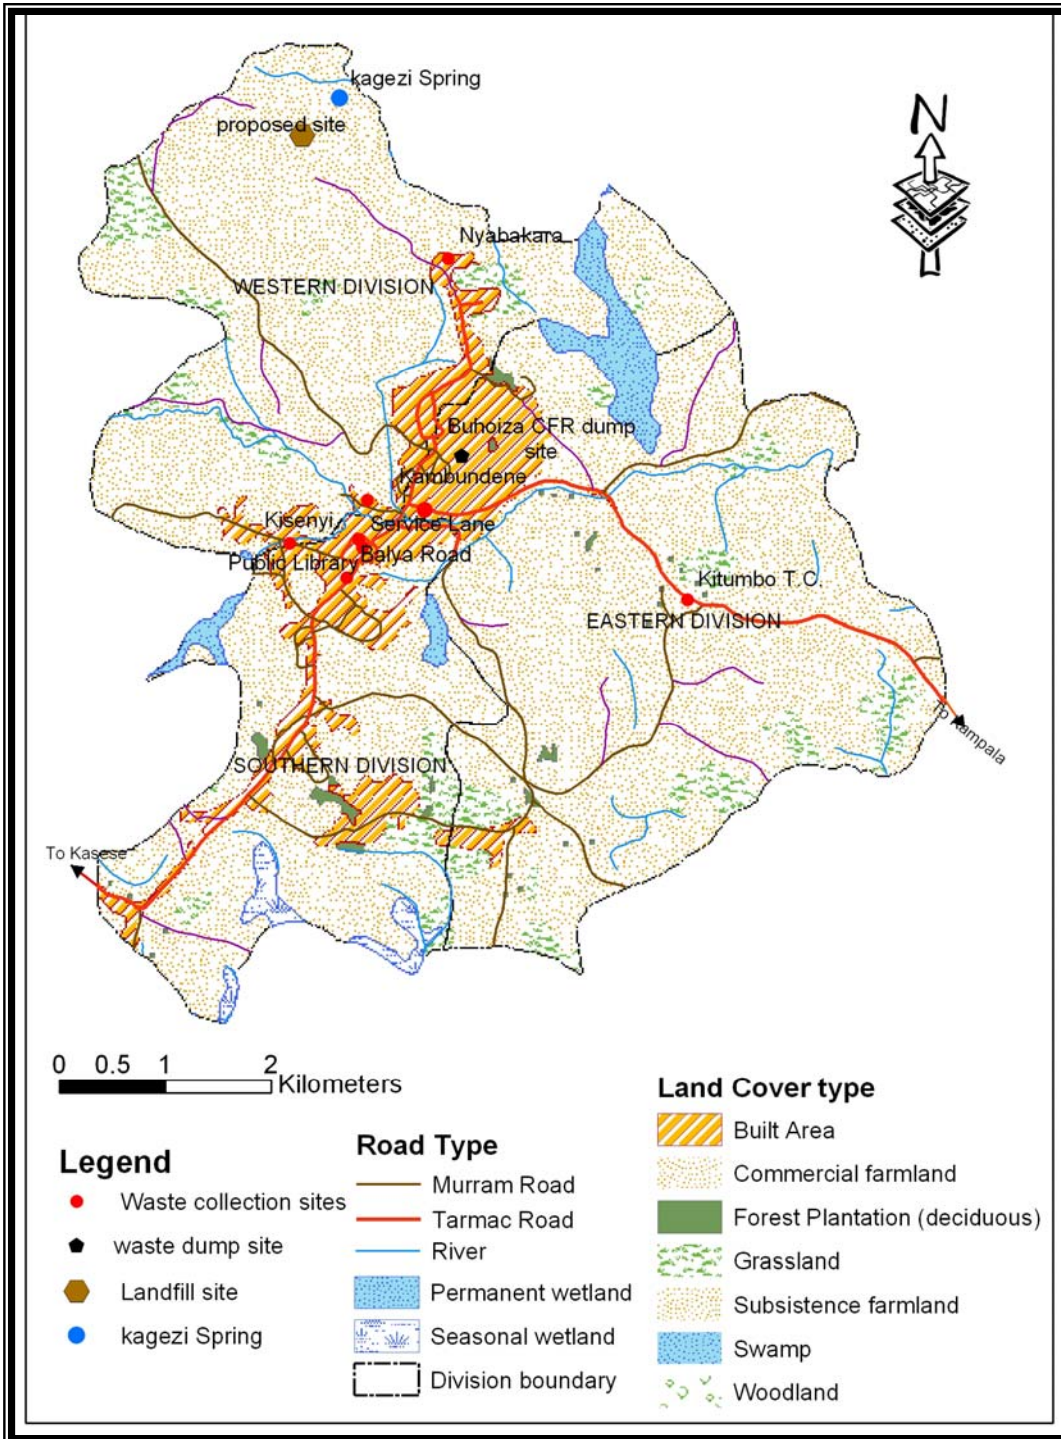 kagezi Spring
proposed site
N
Nyabakara
WESTERN DIVISION
Buhoiza CFR dump
site
Kambundene
Kisenyi
Service Lane
Public Library
Balya Road
Kitumbo T.C.
EASTERN DIVISION
To Kampala
SOUTHERN DIVISION
To Kasese
0 0.5 1 2
Kilometers
Legend
Waste collection sites
waste dump site
Landfill site
kagezi Spring
Road Type
Murram Road
Tarmac Road
River
Permanent wetland
Seasonal wetland
Division boundary
Land Cover type
Built Area
Commercial farmland
Forest Plantation (deciduous)
Grassland
Subsistence farmland
Swamp
Woodland